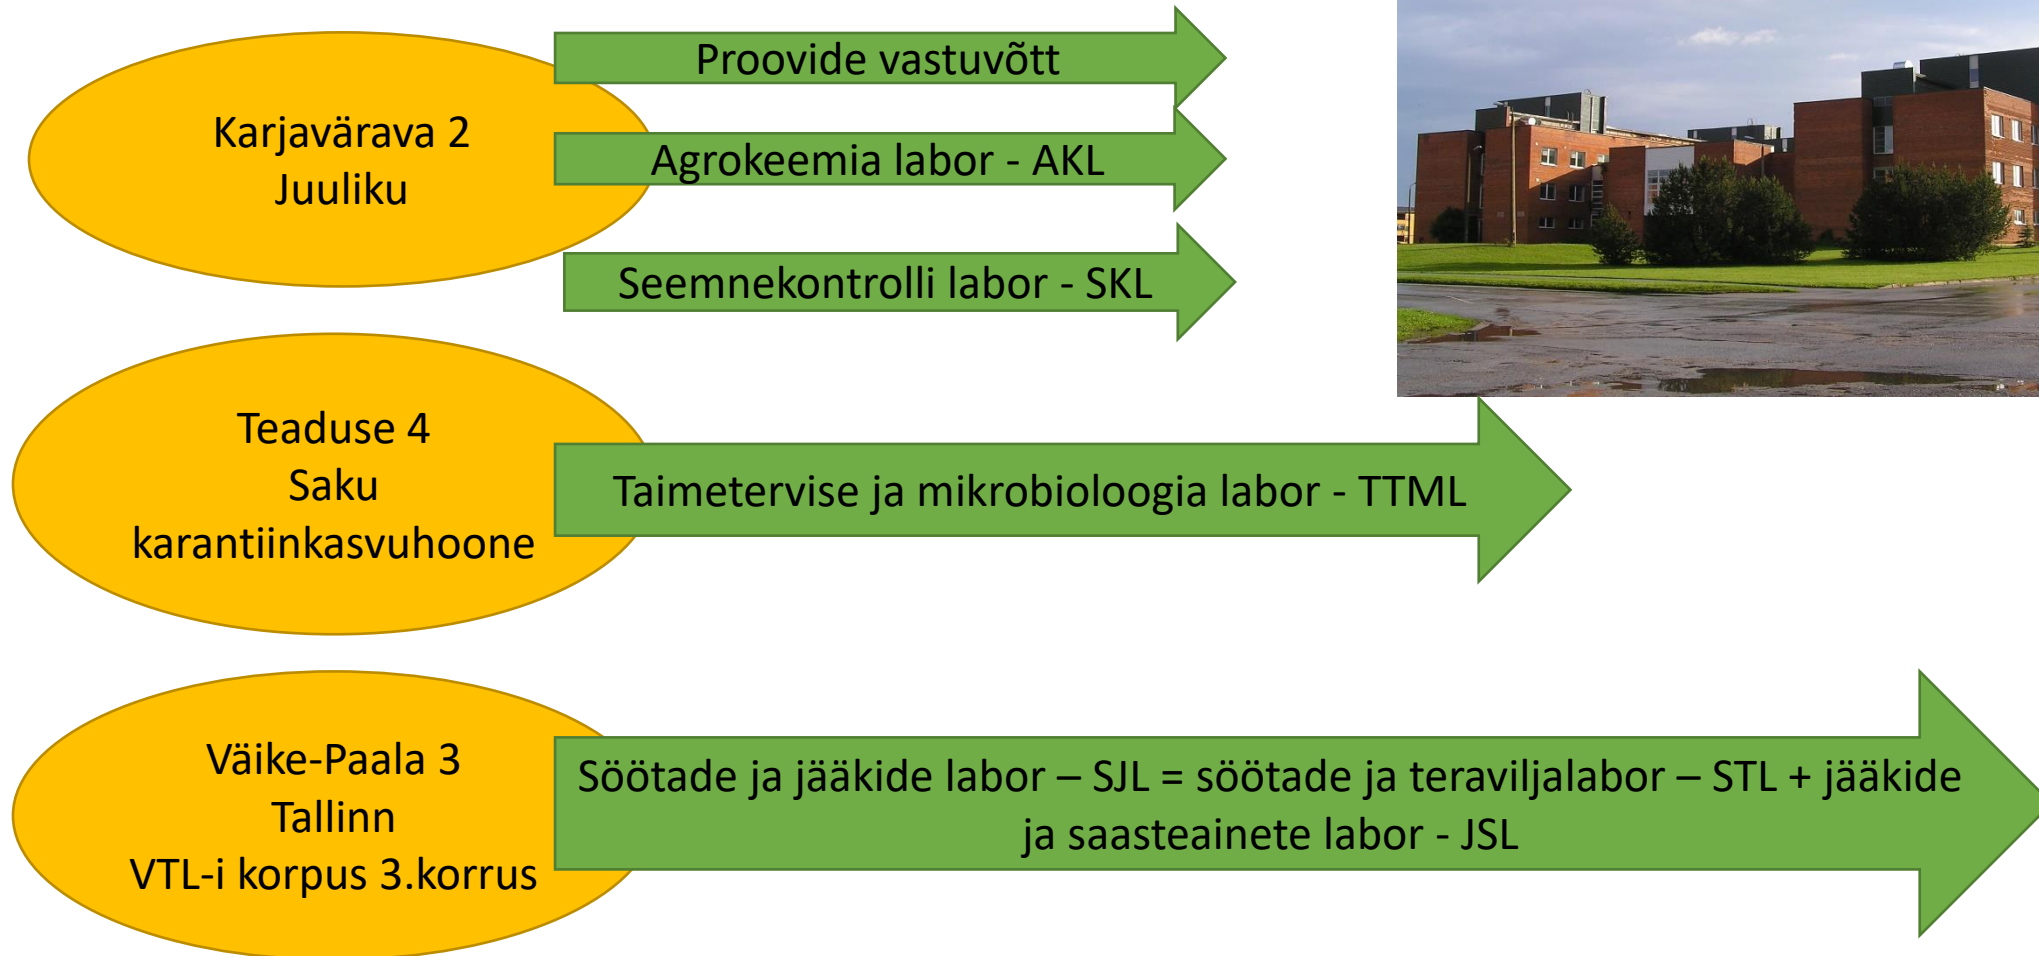 Karjavärava 2
Juuliku
Proovide vastuvõtt
Agrokeemia labor - AKL
Seemnekontrolli labor - SKL
Teaduse 4
Saku
karantiinkasvuhoone
Taimetervise ja mikrobioloogia labor - TTML
Väike-Paala 3
Tallinn
VTL-i korpus 3.korrus
Söötade ja jääkide labor – SJL = söötade ja teraviljalabor – STL + jääkide
ja saasteainete labor - JSL